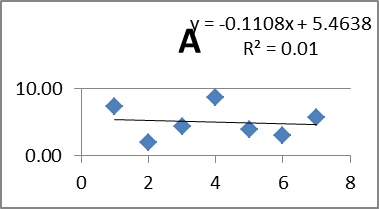 y = -0.1108x + 5.4638
R² = 0.01
A
10.00
0.00
0 2 4 6 8